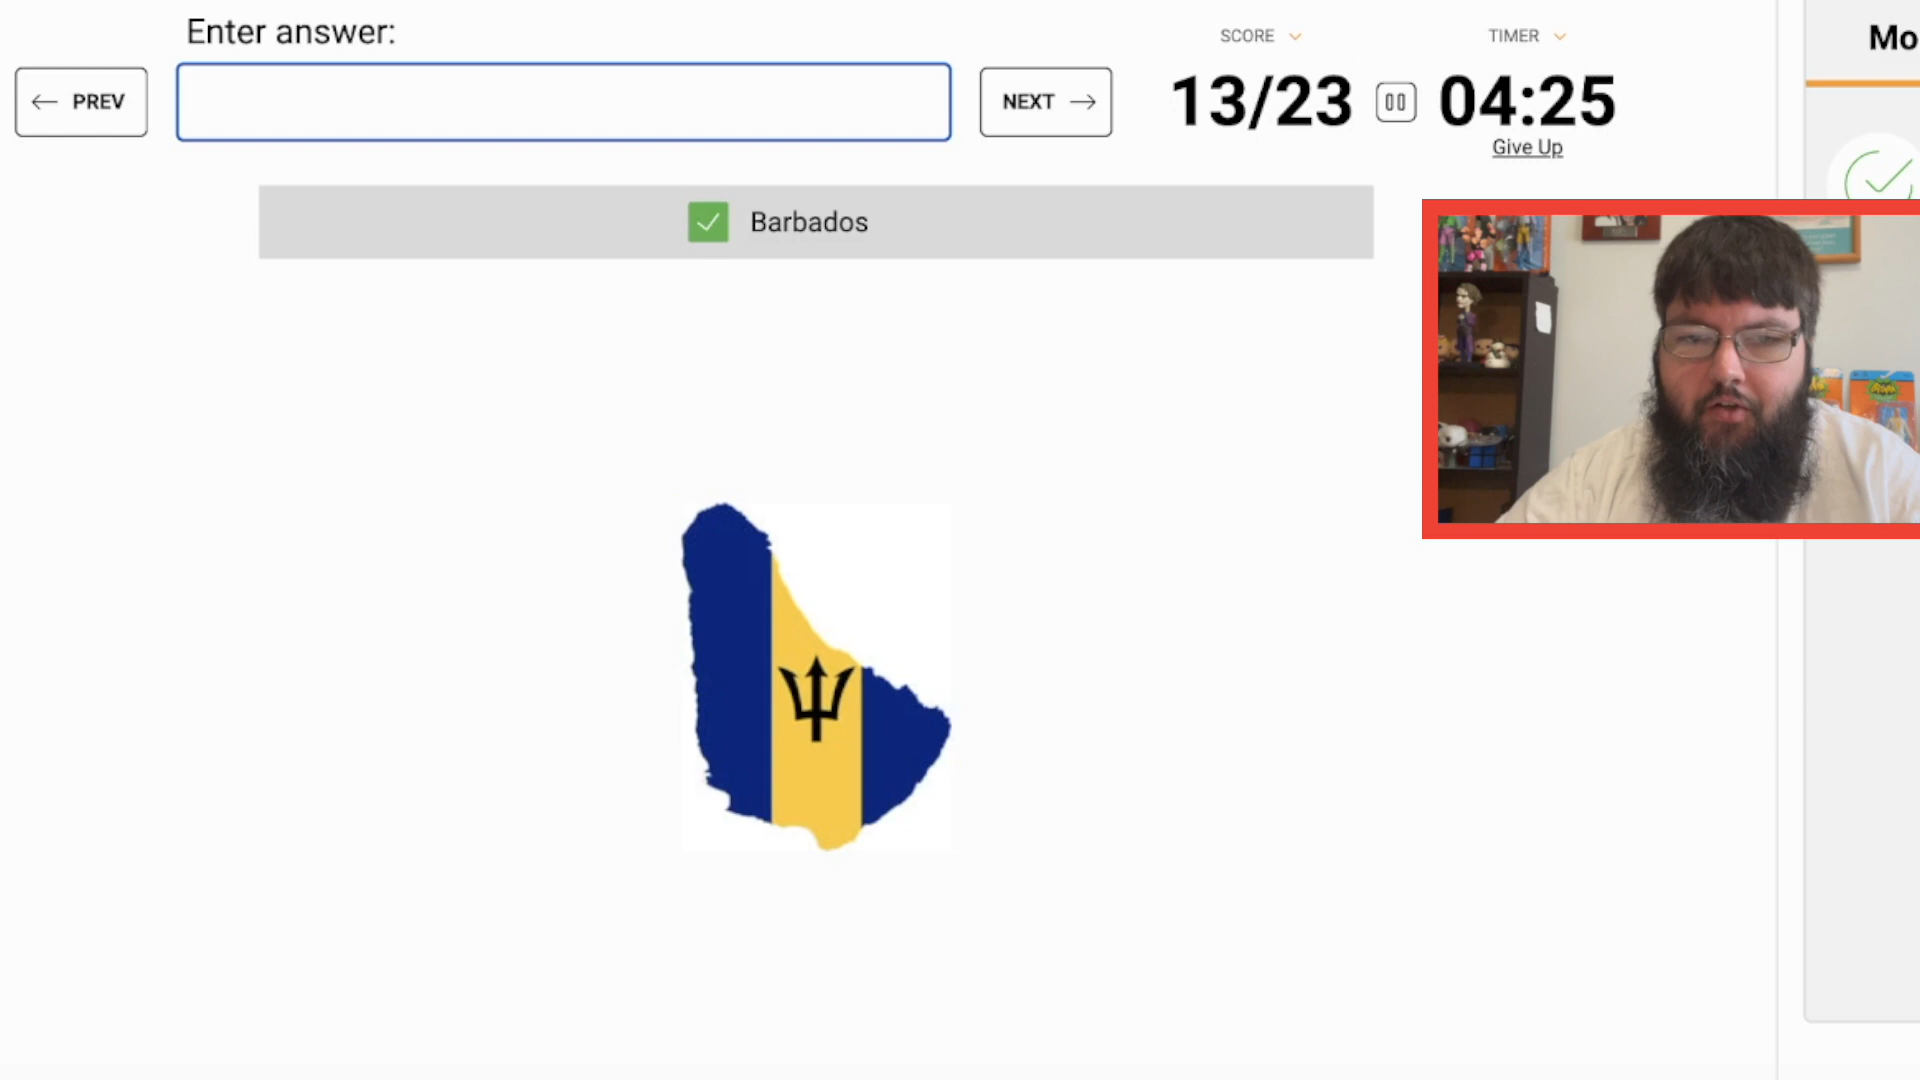 Enter answer:
SCORE
TIMER
Mo
← PREV
NEXT →
13/23
04:25
Give Up
Barbados